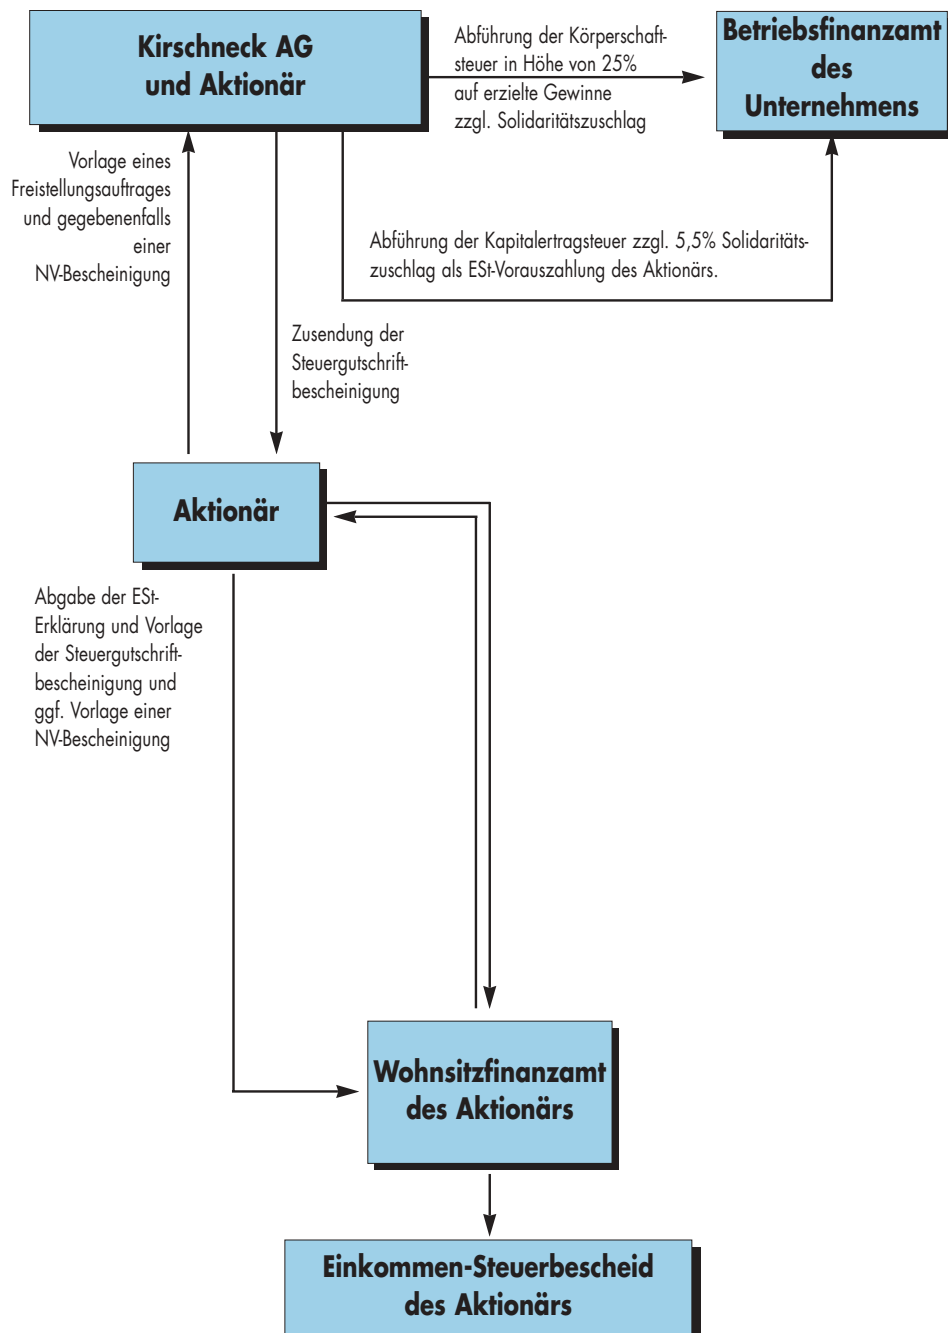 Kirschneck AG
und Aktionär
Abführung der Körperschaft-
steuer in Höhe von 25%
auf erzielte Gewinne
zzgl. Solidaritätszuschlag
Betriebsfinanzamt
des
Unternehmens
Vorlage eines
Freistellungsauftrages
und gegebenenfalls
einer
NV-Bescheinigung
Abführung der Kapitalertragsteuer zzgl. 5,5% Solidaritäts-
zuschlag als ESt-Vorauszahlung des Aktionärs.
Zusendung der
Steuergutschrift-
bescheinigung
Aktionär
Abgabe der ESt-
Erklärung und Vorlage
der Steuergutschrift-
bescheinigung und
ggf. Vorlage einer
NV-Bescheinigung
Wohnsitzfinanzamt
des Aktionärs
Einkommen-Steuerbescheid
des Aktionärs